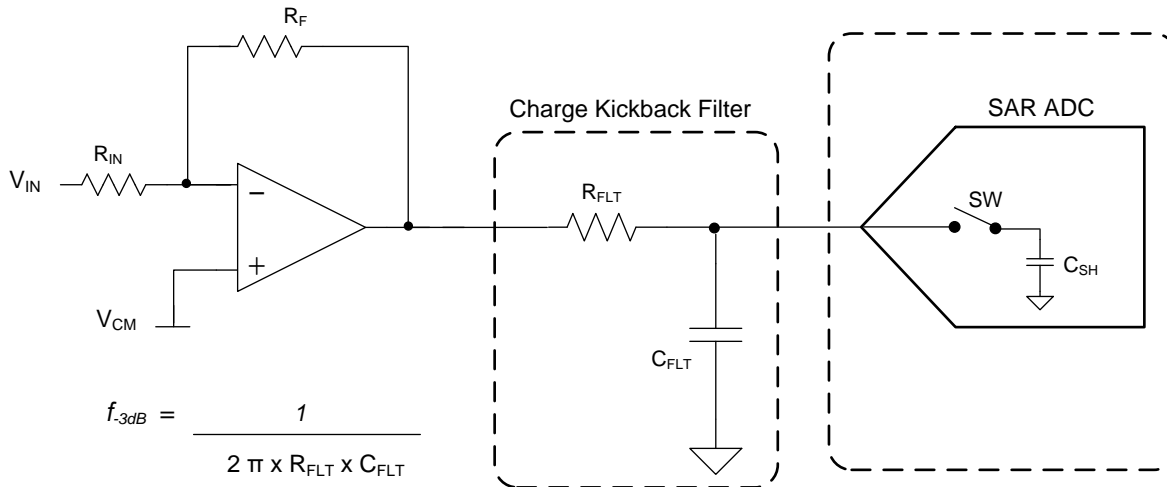 R_F
Charge Kickback Filter
SAR ADC
R_IN
V_IN
−
+
R_FLT
SW
C_SH
V_CM
C_FLT
f_-3dB = 1
2 π x R_FLT x C_FLT